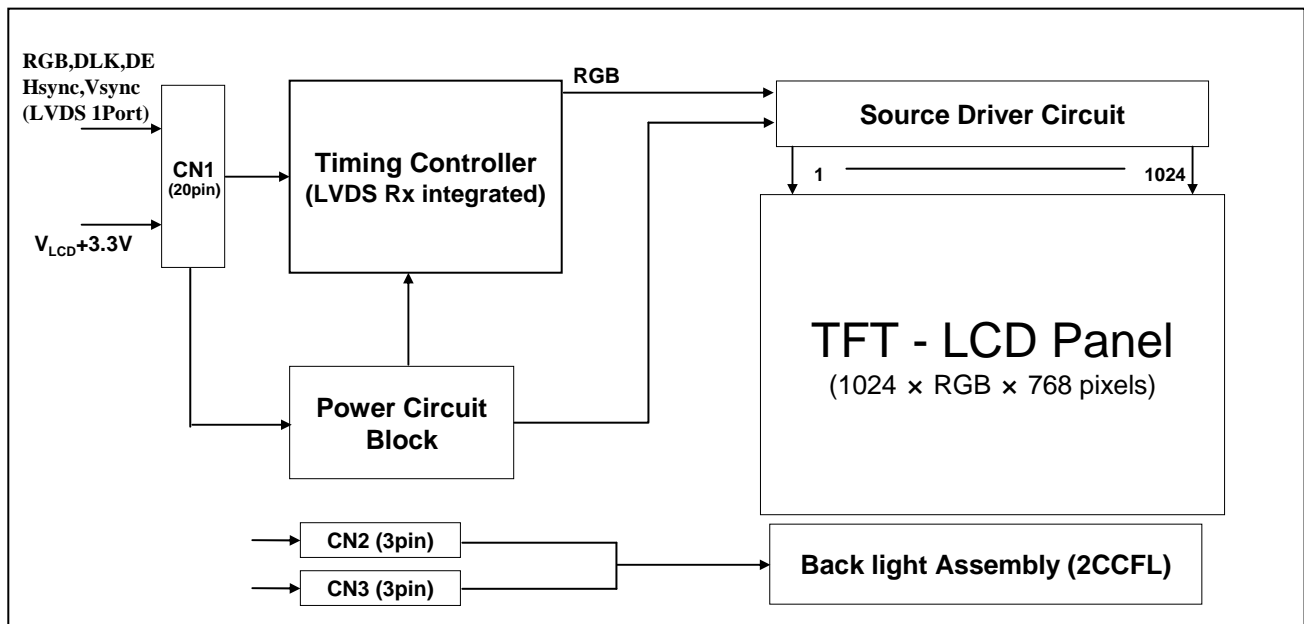 RGB,DLK,DE
Hsync,Vsync
(LVDS 1Port)
CN1
(20pin)
VLCD+3.3V
Timing Controller
(LVDS Rx integrated)
RGB
Source Driver Circuit
1
1024
TFT - LCD Panel
(1024 × RGB × 768 pixels)
Power Circuit
Block
CN2 (3pin)
CN3 (3pin)
Back light Assembly (2CCFL)